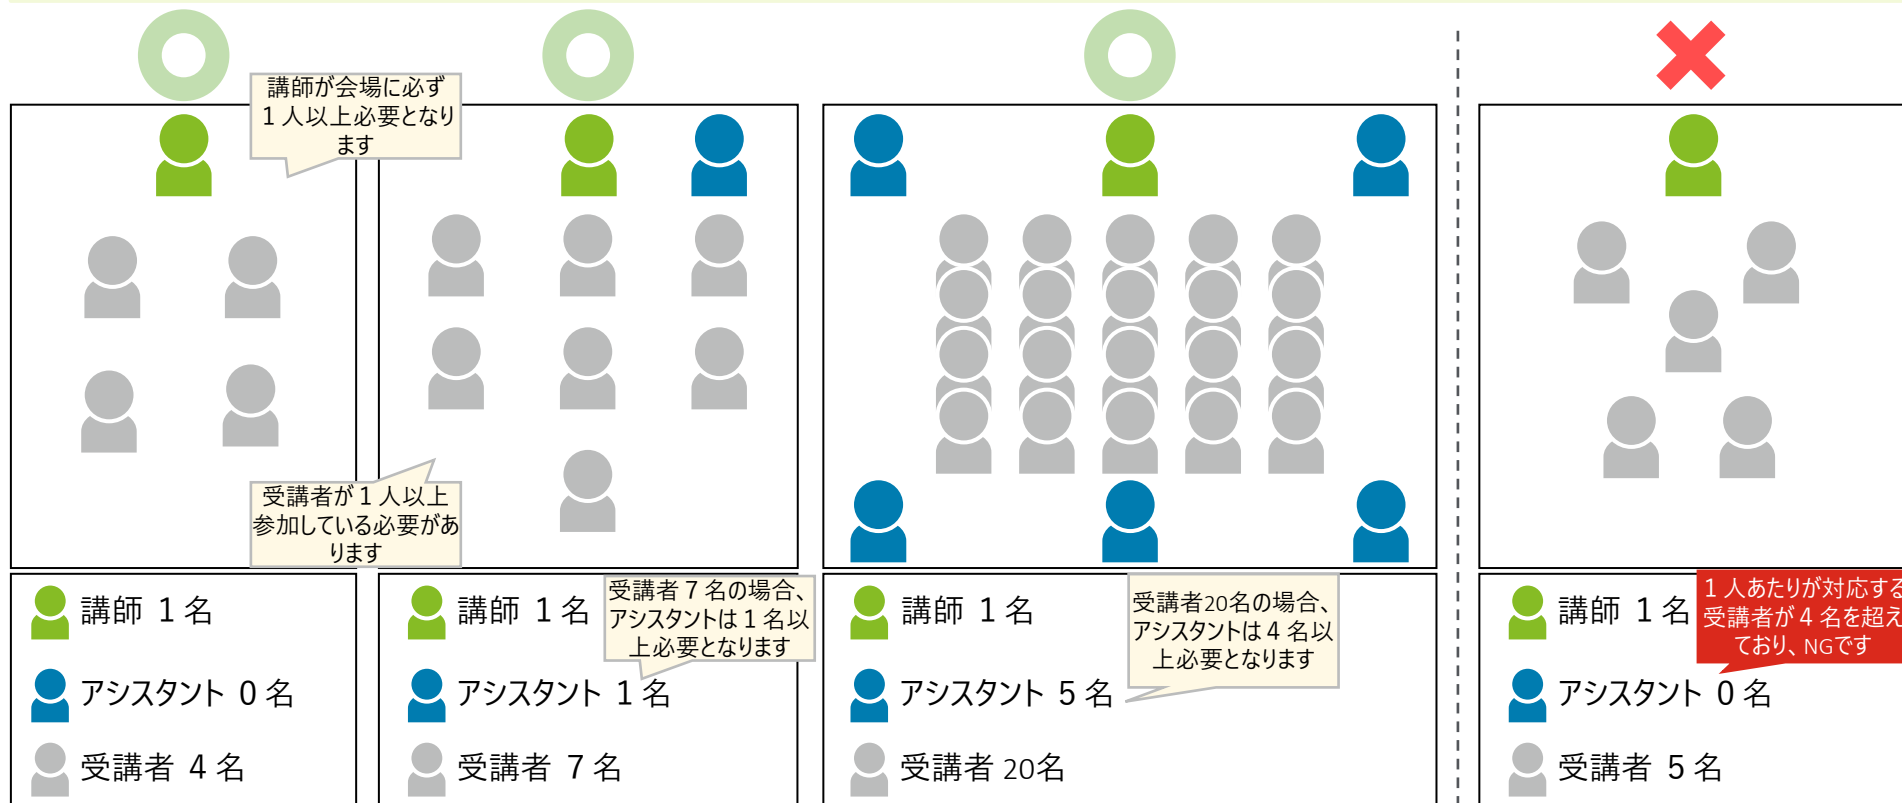 講師が会場に必ず
１人以上必要となり
ます
受講者が１人以上
参加している必要があ
ります
講師 1名
アシスタント 0名
受講者 4名
講師 1名
アシスタント 1名
受講者 7名
受講者７名の場合、
アシスタントは１名以
上必要となります
講師 1名
アシスタント 5名
受講者 20名
受講者20名の場合、
アシスタントは４名以
上必要となります
講師 1名
アシスタント 0名
受講者 5名
１人あたりが対応する
受講者が４名を超え
ており、NGです